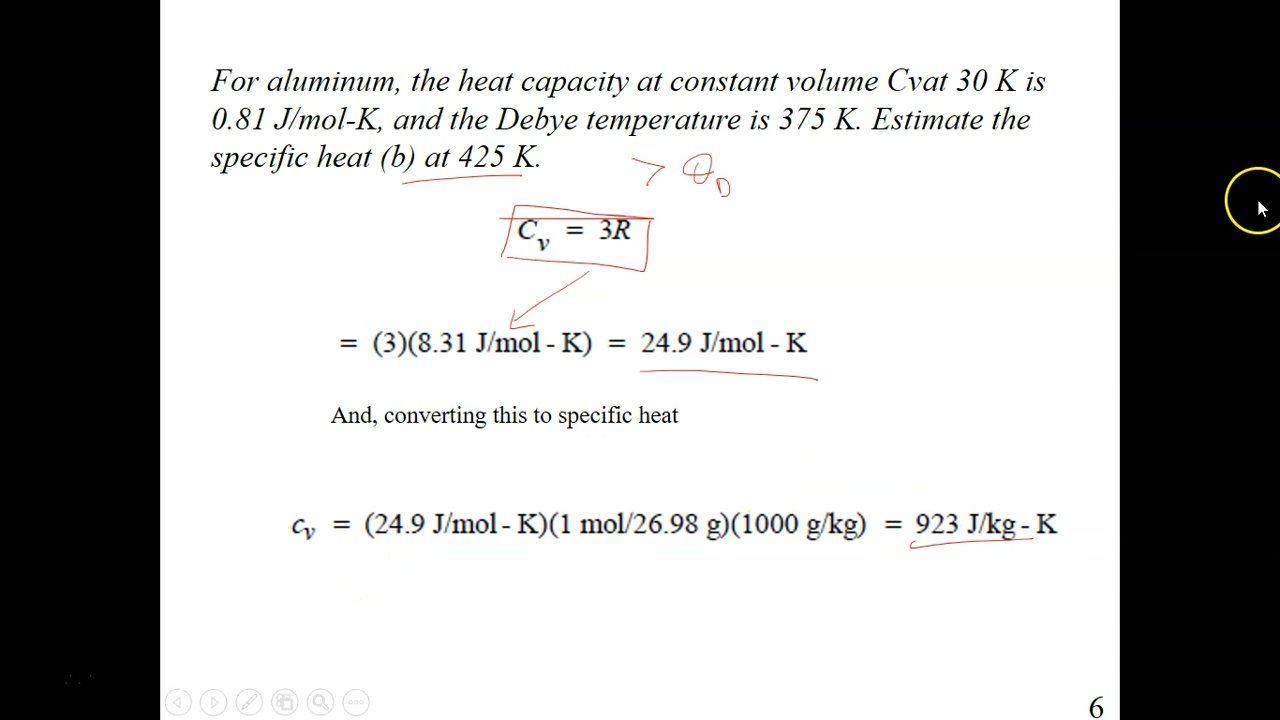 For aluminum, the heat capacity at constant volume Cvat 30 K is
0.81 J/mol-K, and the Debye temperature is 375 K. Estimate the
specific heat (b) at 425 K.
> θD
Cv = 3R
= (3)(8.31 J/mol - K) = 24.9 J/mol - K
And, converting this to specific heat
cv = (24.9 J/mol - K)(1 mol/26.98 g)(1000 g/kg) = 923 J/kg - K
6